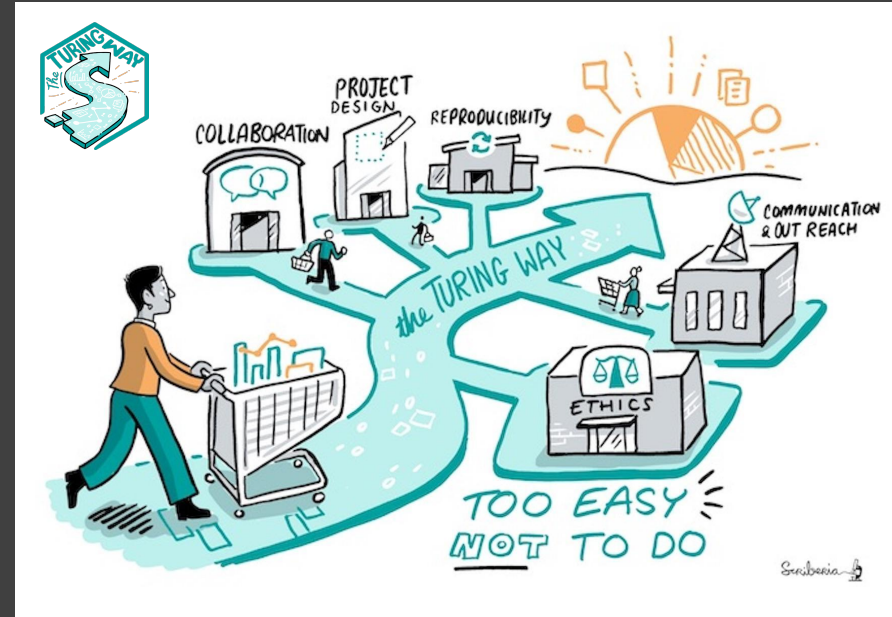 The TURING WAY
COLLABORATION
PROJECT
DESIGN
REPRODUCIBILITY
COMMUNICATION
& OUT REACH
the TURING WAY
ETHICS
TOO EASY
NOT TO DO
Scriberia